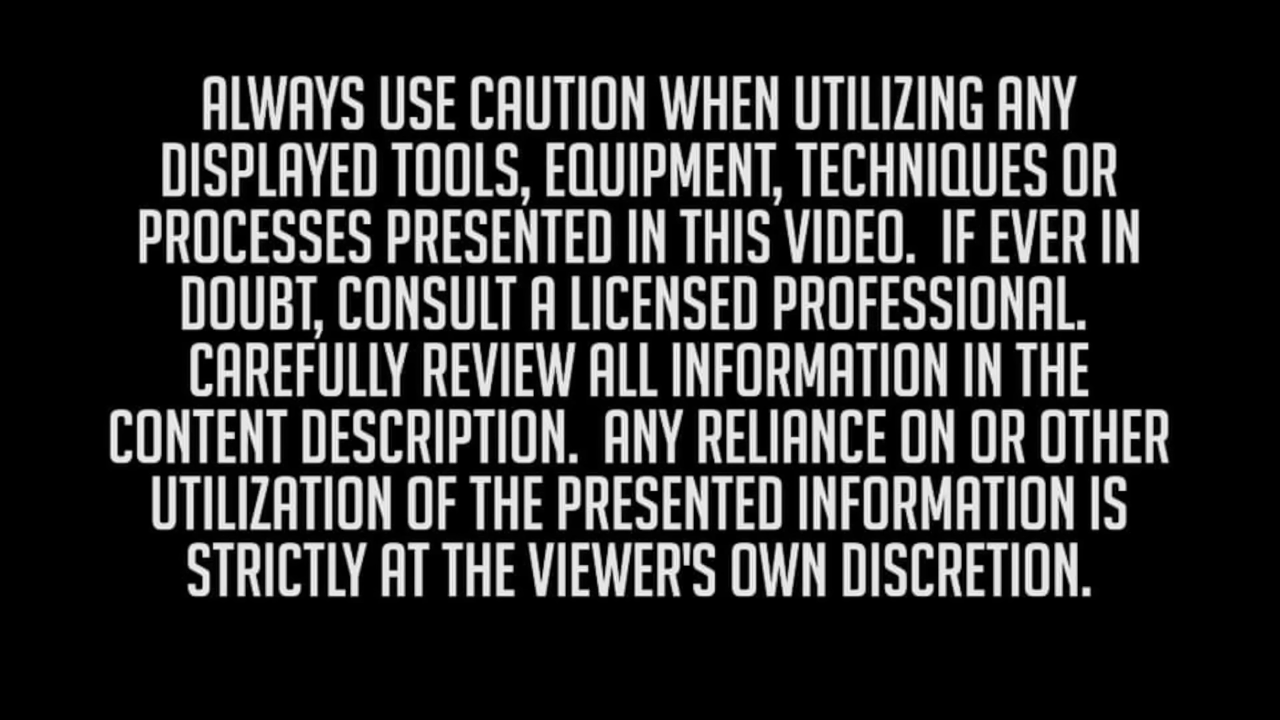 ALWAYS USE CAUTION WHEN UTILIZING ANY
DISPLAYED TOOLS, EQUIPMENT, TECHNIQUES OR
PROCESSES PRESENTED IN THIS VIDEO.  IF EVER IN
DOUBT, CONSULT A LICENSED PROFESSIONAL.
CAREFULLY REVIEW ALL INFORMATION IN THE
CONTENT DESCRIPTION.  ANY RELIANCE ON OR OTHER
UTILIZATION OF THE PRESENTED INFORMATION IS
STRICTLY AT THE VIEWER'S OWN DISCRETION.